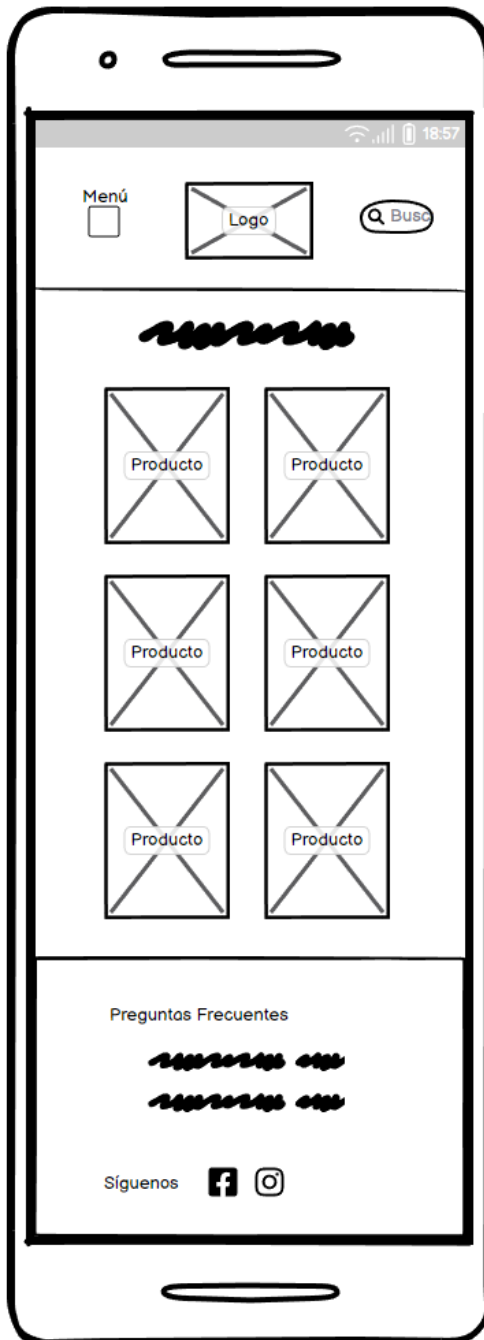 18:57
Menú
Logo
Busc
Producto Producto
Producto Producto
Producto Producto
Preguntas Frecuentes
Síguenos